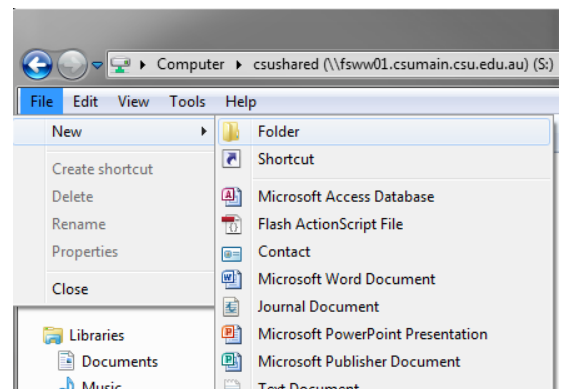 Computer csushared (\\fsww01.csumain.csu.edu.au) (S:)
File Edit View Tools Help
New
Folder
Shortcut
Create shortcut
Delete
Rename
Properties
Close
Microsoft Access Database
Flash ActionScript File
Contact
Microsoft Word Document
Journal Document
Microsoft PowerPoint Presentation
Microsoft Publisher Document
Text Document
Libraries
Documents
Music